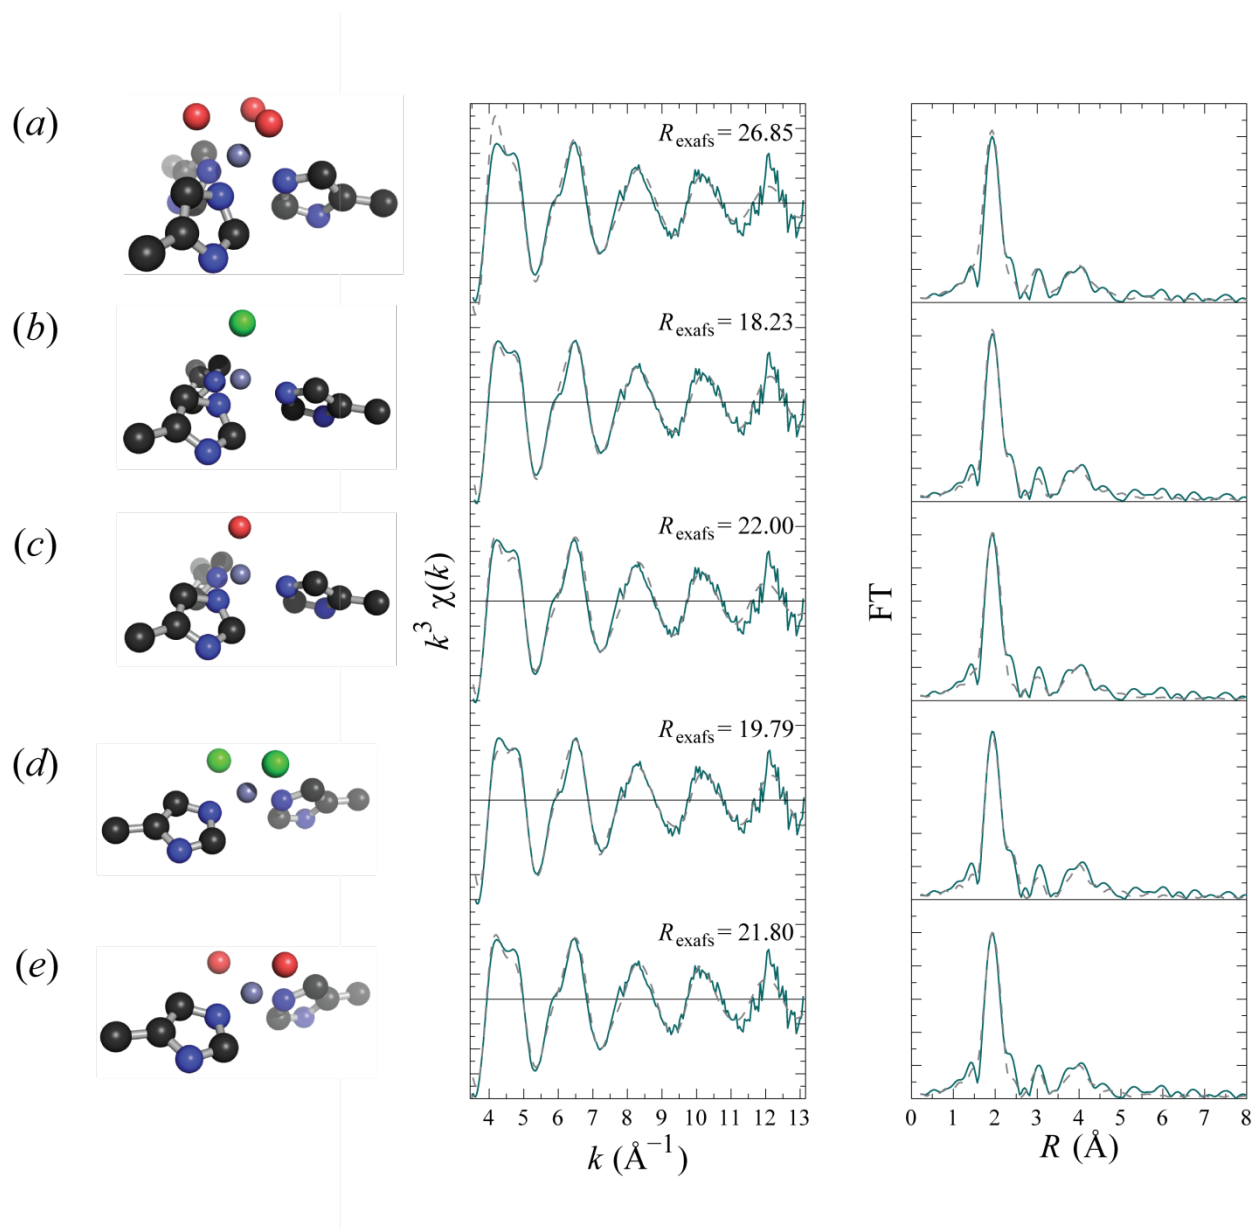 (a)
R_exafs = 26.85
(b)
R_exafs = 18.23
(c)
R_exafs = 22.00
(d)
R_exafs = 19.79
(e)
R_exafs = 21.80
k³ χ(k)
FT
4 5 6 7 8 9 10 11 12 13
k (Å⁻¹)
0 1 2 3 4 5 6 7 8
R (Å)